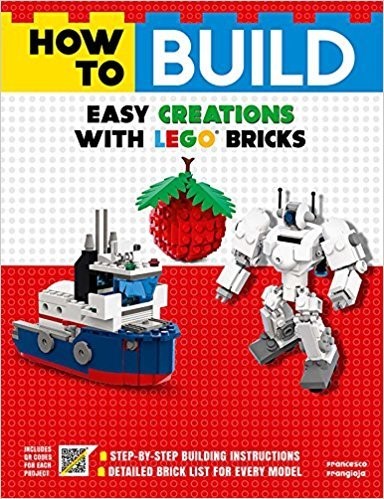 HOW TO
BUILD
EASY CREATIONS
WITH LEGO® BRICKS
INCLUDES
QR CODES
FOR EACH
PROJECT
STEP-BY-STEP BUILDING INSTRUCTIONS
DETAILED BRICK LIST FOR EVERY MODEL
Francesco
Frangioja